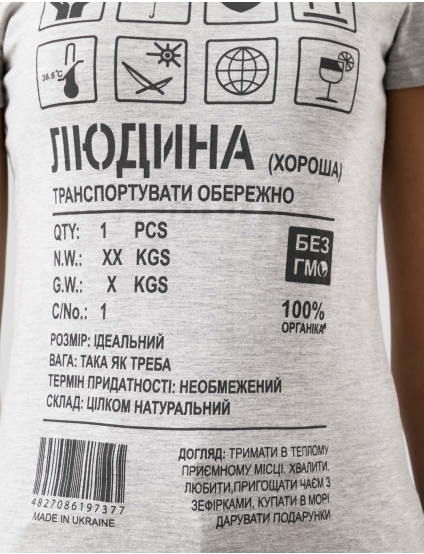 36.6°C
ЛЮДИНА (ХОРОША)
ТРАНСПОРТУВАТИ ОБЕРЕЖНО
QTY: 1 PCS
N.W.: XX KGS
G.W.: X KGS
C/No.: 1
БЕЗ
ГМО
100%
ОРГАНІКА
РОЗМІР: ІДЕАЛЬНИЙ
ВАГА: ТАКА ЯК ТРЕБА
ТЕРМІН ПРИДАТНОСТІ: НЕОБМЕЖЕНИЙ
СКЛАД: ЦІЛКОМ НАТУРАЛЬНИЙ
4827086197377
MADE IN UKRAINE
ДОГЛЯД: ТРИМАТИ В ТЕПЛОМУ
ПРИЄМНОМУ МІСЦІ, ХВАЛИТИ,
ЛЮБИТИ,ПРИГОЩАТИ ЧАЄМ З
ЗЕФІРКАМИ, КУПАТИ В МОРІ
ДАРУВАТИ ПОДАРУНКИ